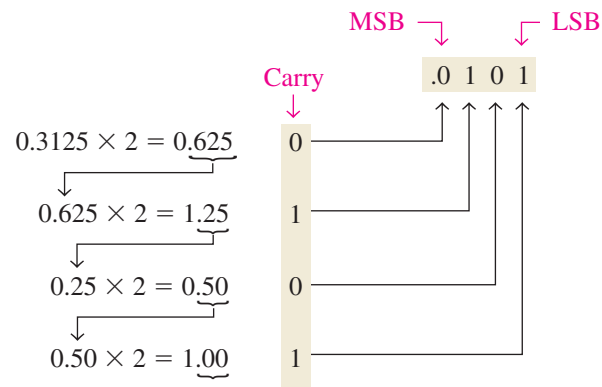 MSB LSB
.0 1 0 1
Carry
0.3125 × 2 = 0.625 0
0.625 × 2 = 1.25 1
0.25 × 2 = 0.50 0
0.50 × 2 = 1.00 1